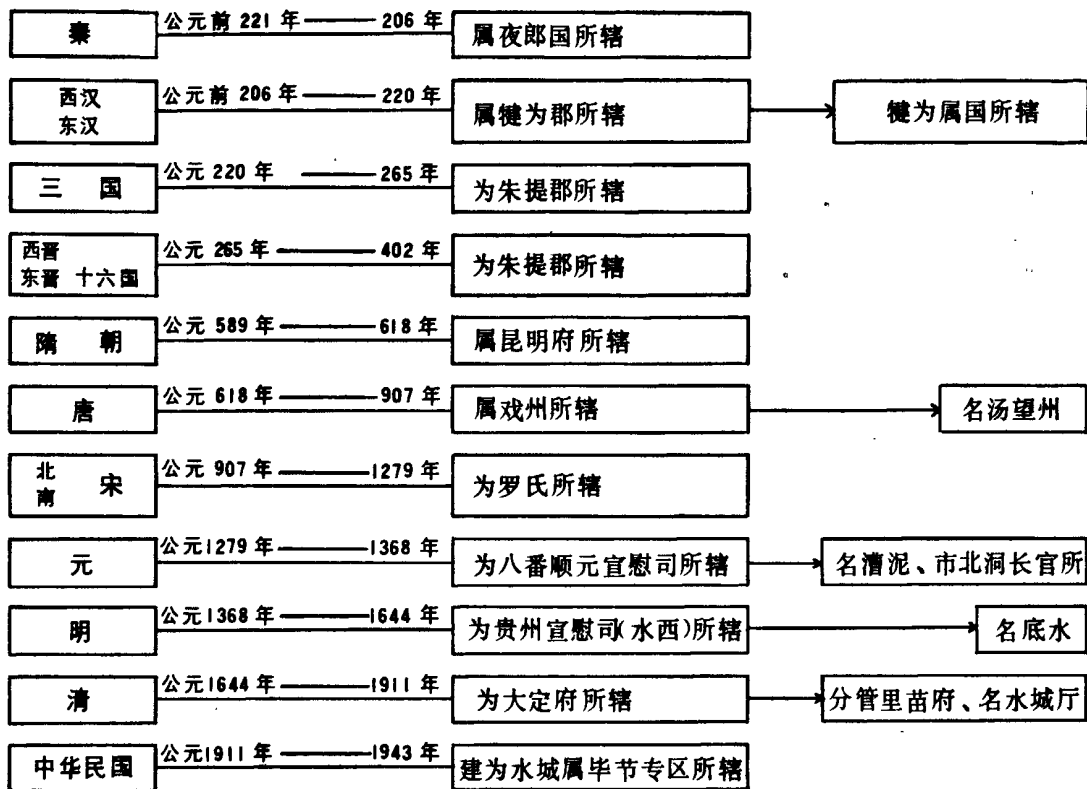 秦 公元前 221 年——206 年 属夜郎国所辖
西汉
东汉 公元前 206 年——220 年 属犍为郡所辖 犍为属国所辖
三国 公元 220 年——265 年 为朱提郡所辖
西晋
东晋 十六国 公元 265 年——402 年 为朱提郡所辖
隋朝 公元 589 年——618 年 属昆明府所辖
唐 公元 618 年——907 年 属戏州所辖 名汤望州
北
南 宋 公元 907 年——1279 年 为罗氏所辖
元 公元1279 年——1368 年 为八番顺元宣慰司所辖 名漕泥、市北洞长官所
明 公元1368 年——1644 年 为贵州宣慰司(水西)所辖 名底水
清 公元1644 年——1911 年 为大定府所辖 分管里苗府、名水城厅
中华民国 公元1911 年——1943 年 建为水城属毕节专区所辖